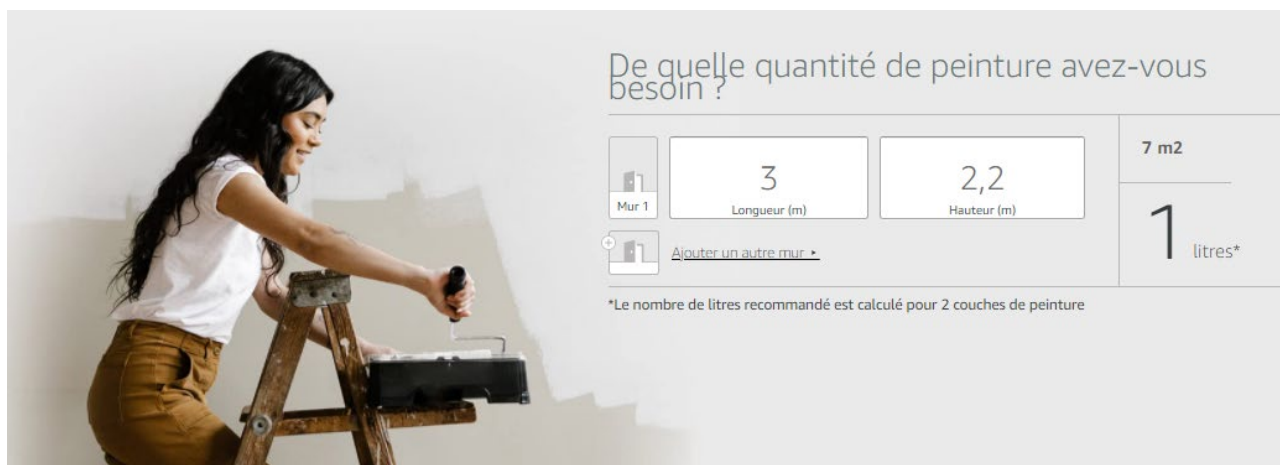 De quelle quantité de peinture avez-vous
besoin ?
7 m2
3
2,2
Mur 1
Longueur (m)
Hauteur (m)
1 litres*
Ajouter un autre mur ▸
*Le nombre de litres recommandé est calculé pour 2 couches de peinture